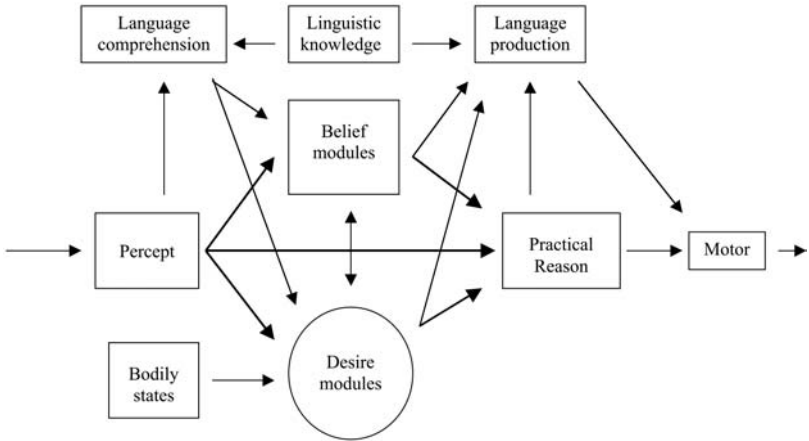 Language
comprehension
Linguistic
knowledge
Language
production
Belief
modules
Percept
Practical
Reason
Motor
Bodily
states
Desire
modules